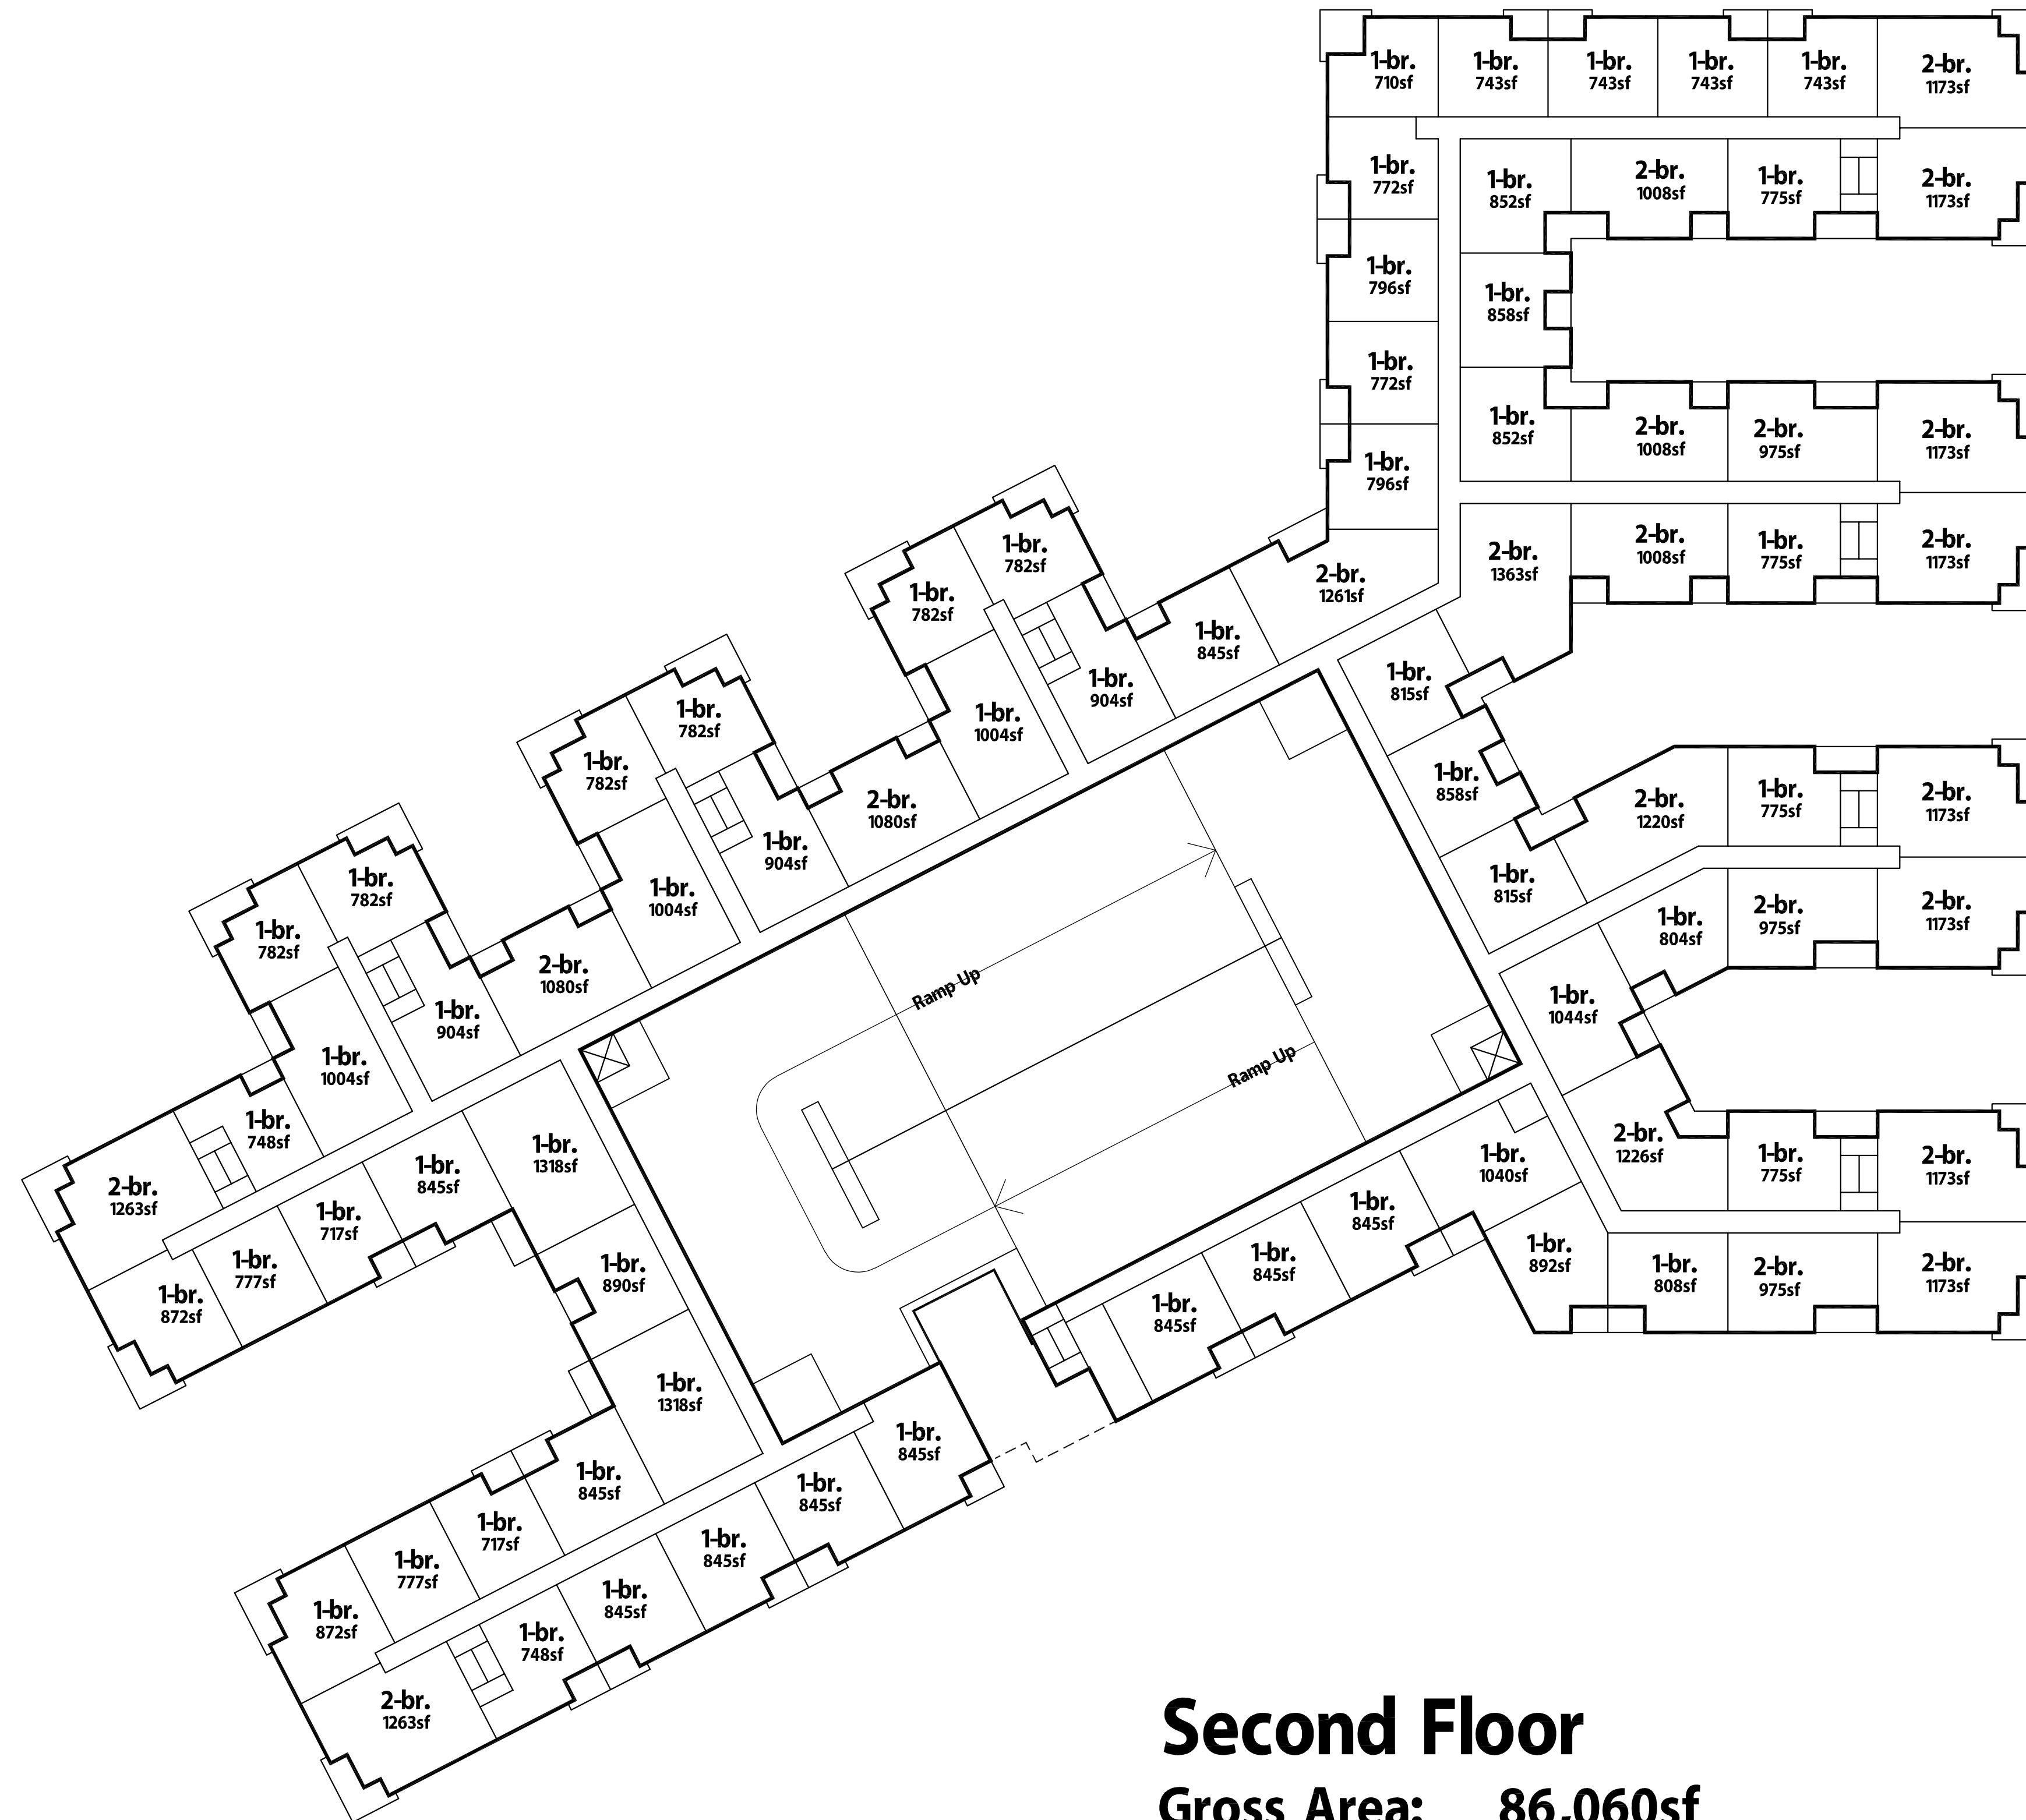 1-br.
710sf
1-br.
743sf
1-br.
743sf
1-br.
743sf
1-br.
743sf
2-br.
1173sf
1-br.
772sf
1-br.
852sf
2-br.
1008sf
1-br.
775sf
2-br.
1173sf
1-br.
796sf
1-br.
858sf
1-br.
772sf
1-br.
852sf
2-br.
1008sf
2-br.
975sf
2-br.
1173sf
1-br.
796sf
2-br.
1363sf
2-br.
1008sf
1-br.
775sf
2-br.
1173sf
2-br.
1261sf
1-br.
782sf
1-br.
782sf
1-br.
845sf
1-br.
904sf
1-br.
1004sf
1-br.
815sf
1-br.
858sf
1-br.
815sf
2-br.
1220sf
1-br.
775sf
2-br.
1173sf
1-br.
782sf
1-br.
782sf
2-br.
1080sf
1-br.
904sf
1-br.
1004sf
1-br.
804sf
2-br.
975sf
2-br.
1173sf
1-br.
782sf
1-br.
782sf
2-br.
1080sf
1-br.
904sf
1-br.
1004sf
Ramp Up
Ramp Up
1-br.
1044sf
2-br.
1226sf
1-br.
775sf
2-br.
1173sf
1-br.
748sf
2-br.
1263sf
1-br.
1318sf
1-br.
845sf
1-br.
717sf
1-br.
777sf
1-br.
872sf
1-br.
890sf
1-br.
1040sf
1-br.
845sf
1-br.
845sf
1-br.
845sf
1-br.
892sf
1-br.
808sf
2-br.
975sf
2-br.
1173sf
1-br.
1318sf
1-br.
845sf
1-br.
845sf
1-br.
845sf
1-br.
717sf
1-br.
845sf
1-br.
777sf
1-br.
845sf
1-br.
872sf
1-br.
748sf
2-br.
1263sf
Second Floor
Gross Area: 86,060sf